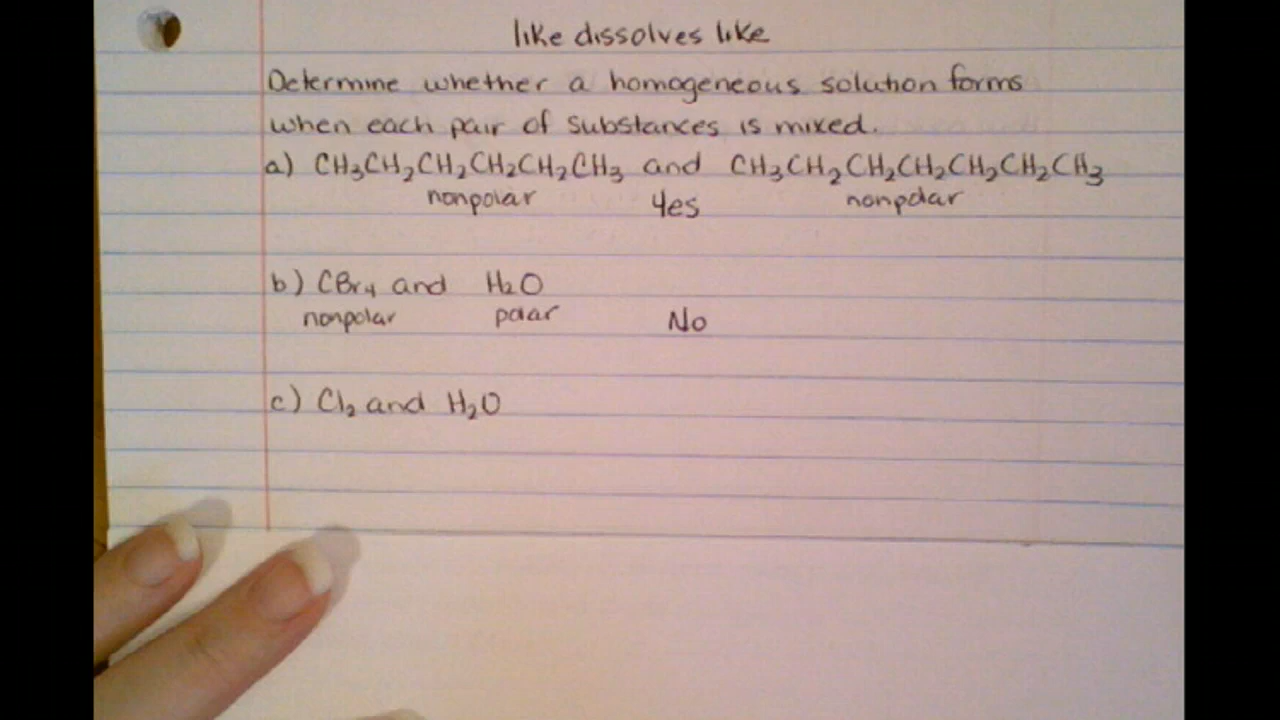 like dissolves like
Determine whether a homogeneous solution forms
when each pair of substances is mixed.
a) CH₃CH₂CH₂CH₂CH₂CH₃ and CH₃CH₂CH₂CH₂CH₂CH₂CH₃
nonpolar Yes nonpolar
b) CBr₄ and H₂O
nonpolar polar No
c) Cl₂ and H₂O